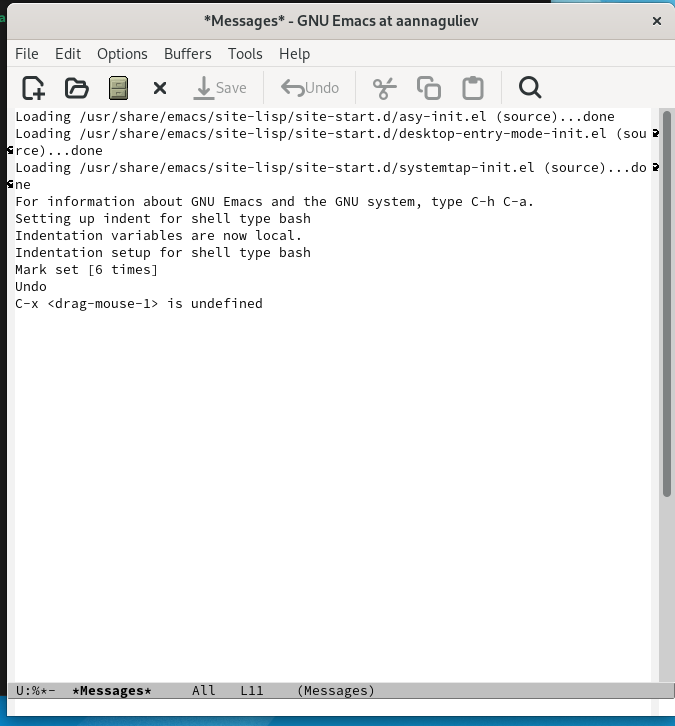 *Messages* - GNU Emacs at aannaguliev
File Edit Options Buffers Tools Help
Save Undo
Loading /usr/share/emacs/site-lisp/site-start.d/asy-init.el (source)...done
Loading /usr/share/emacs/site-lisp/site-start.d/desktop-entry-mode-init.el (sou
rce)...done
Loading /usr/share/emacs/site-lisp/site-start.d/systemtap-init.el (source)...do
ne
For information about GNU Emacs and the GNU system, type C-h C-a.
Setting up indent for shell type bash
Indentation variables are now local.
Indentation setup for shell type bash
Mark set [6 times]
Undo
C-x <drag-mouse-1> is undefined
U:%*- *Messages* All L11 (Messages)